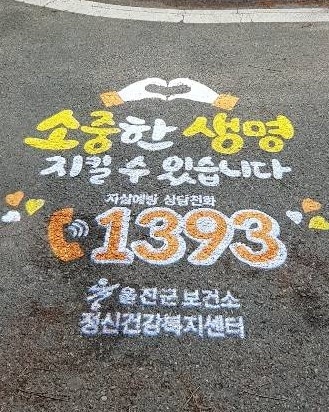 소중한 생명
지킬 수 있습니다
자살예방 상담전화
1393
울진군 보건소
정신건강복지센터